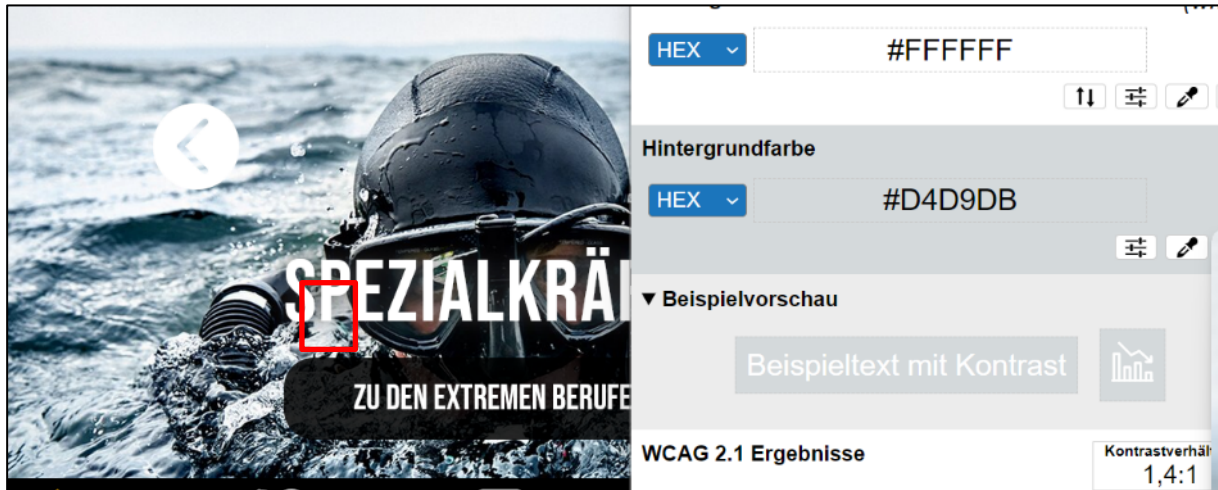 SPEZIALKRÄ
ZU DEN EXTREMEN BERUFE
HEX
#FFFFFF
Hintergrundfarbe
HEX
#D4D9DB
▼ Beispielvorschau
Beispieltext mit Kontrast
WCAG 2.1 Ergebnisse
Kontrastverhäl
1,4:1